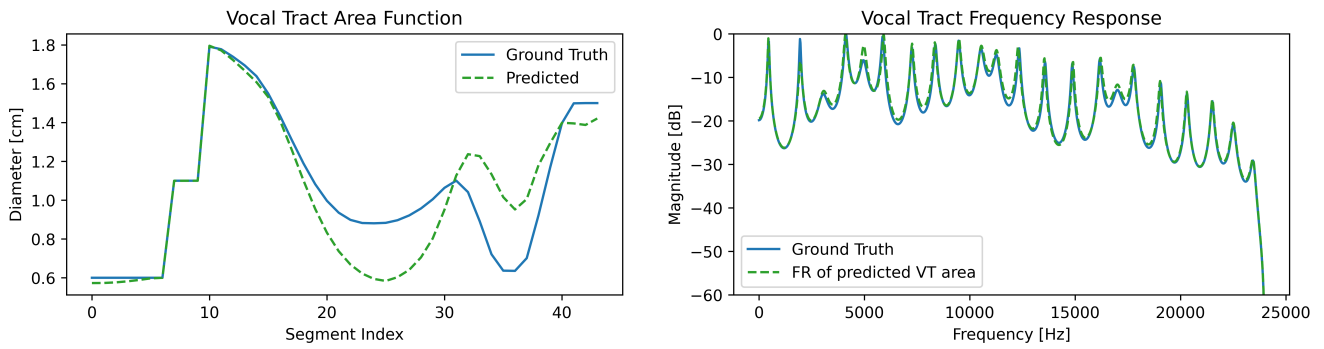 Vocal Tract Area Function
Diameter [cm]
1.8
1.6
1.4
1.2
1.0
0.8
0.6
Ground Truth
Predicted
0 10 20 30 40
Segment Index
Vocal Tract Frequency Response
Magnitude [dB]
0
−10
−20
−30
−40
−50
−60
Ground Truth
FR of predicted VT area
0 5000 10000 15000 20000 25000
Frequency [Hz]